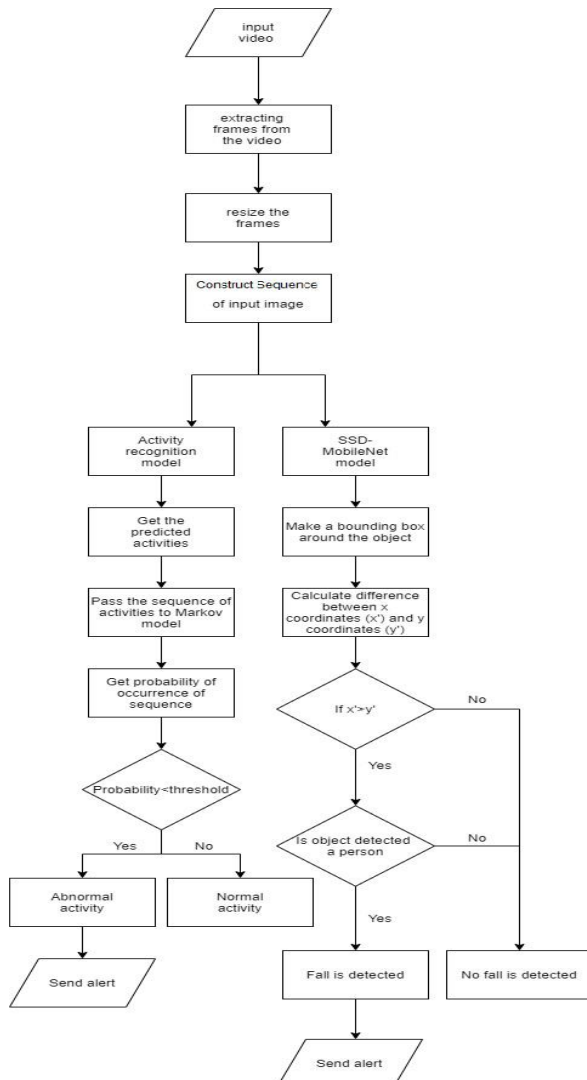 input
video
extracting
frames from
the video
resize the
frames
Construct Sequence
of input image
Activity
recognition
model
Get the
predicted
activities
Pass the sequence of
activities to Markov
model
Get probability of
occurrence of
sequence
Probability<threshold
Yes
No
Abnormal
activity
Normal
activity
Send alert
SSD-
MobileNet
model
Make a bounding box
around the object
Calculate difference
between x
coordinates (x') and y
coordinates (y')
If x'>y'
No
Yes
Is object detected
a person
No
Yes
Fall is detected
No fall is detected
Send alert